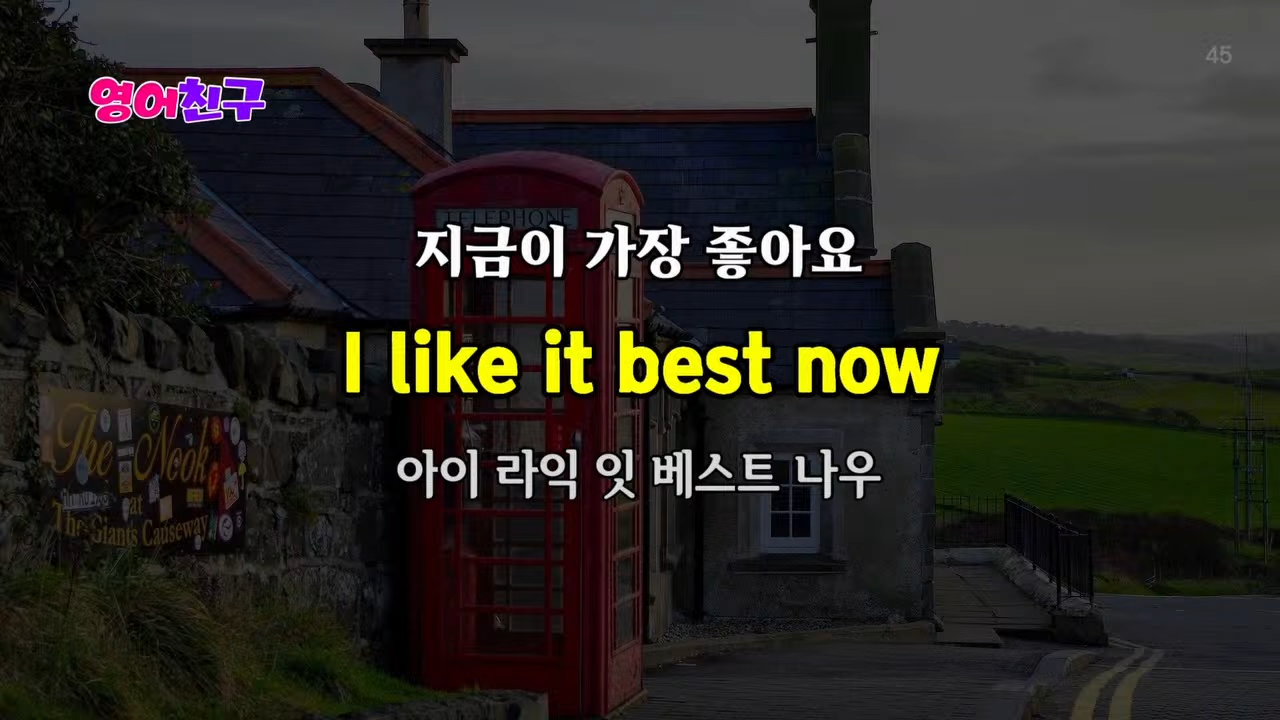 45
영어친구
TELEPHONE
지금이 가장 좋아요
I like it best now
아이 라익 잇 베스트 나우
The Nook
at
The Giants Causeway